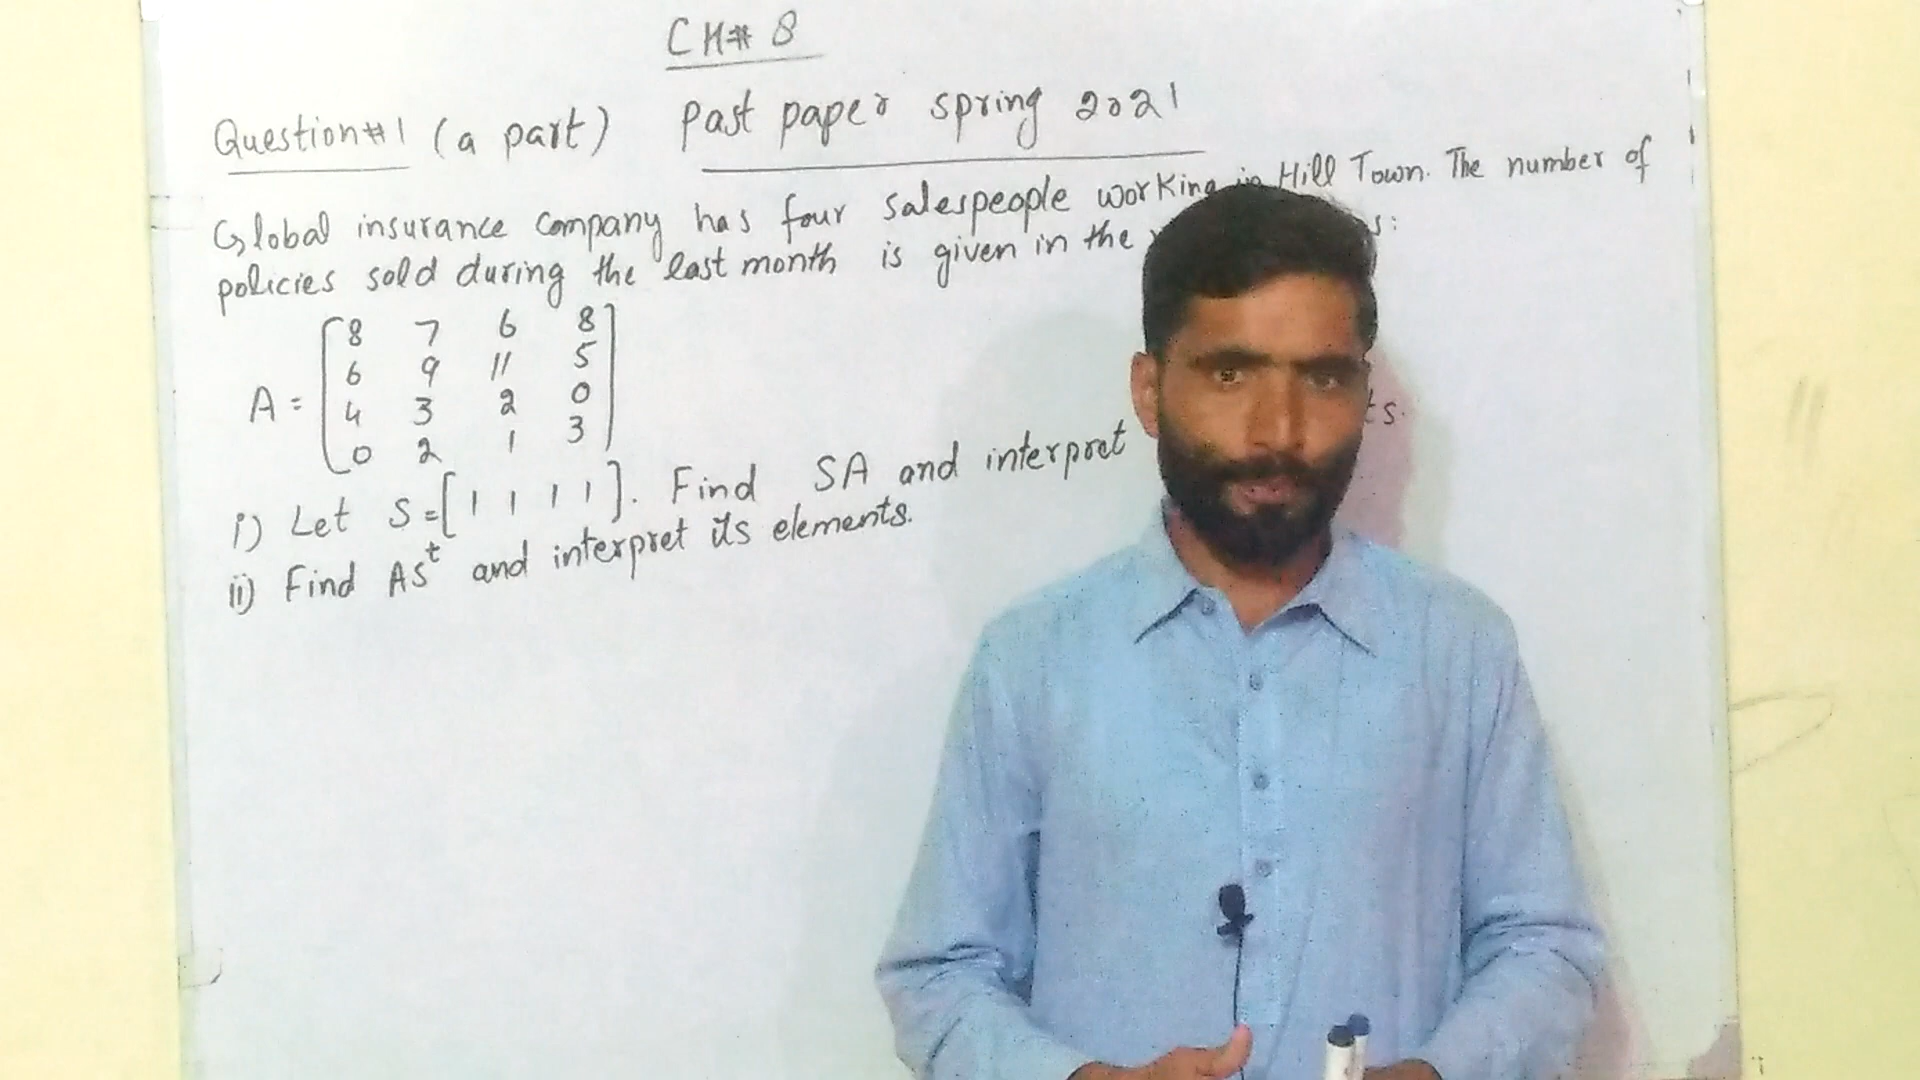 CH# 8
Question#1 (a part) Past paper spring 2021
Global insurance company has four salespeople working in Hill Town. The number of
policies sold during the last month is given in the s:
A = [8 7 6 8
6 9 11 5
4 3 2 0
0 2 1 3]
i) Let S = [1 1 1 1]. Find SA and interpret ts.
ii) Find AS^t and interpret its elements.